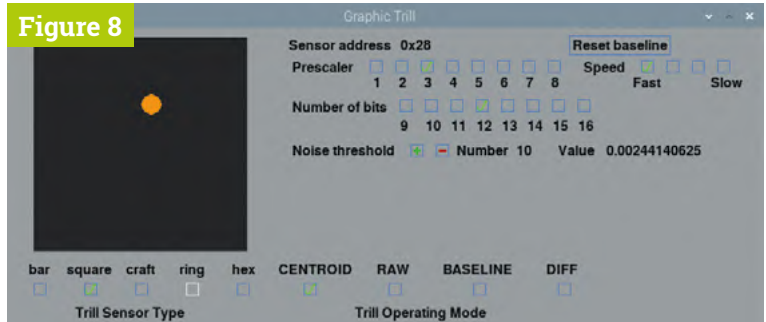 Figure 8
Graphic Trill
Sensor address 0x28
Reset baseline
Prescaler
1 2 3 4 5 6 7 8
Speed
Fast Slow
Number of bits
9 10 11 12 13 14 15 16
Noise threshold + - Number 10 Value 0.00244140625
bar square craft ring hex
Trill Sensor Type
CENTROID RAW BASELINE DIFF
Trill Operating Mode